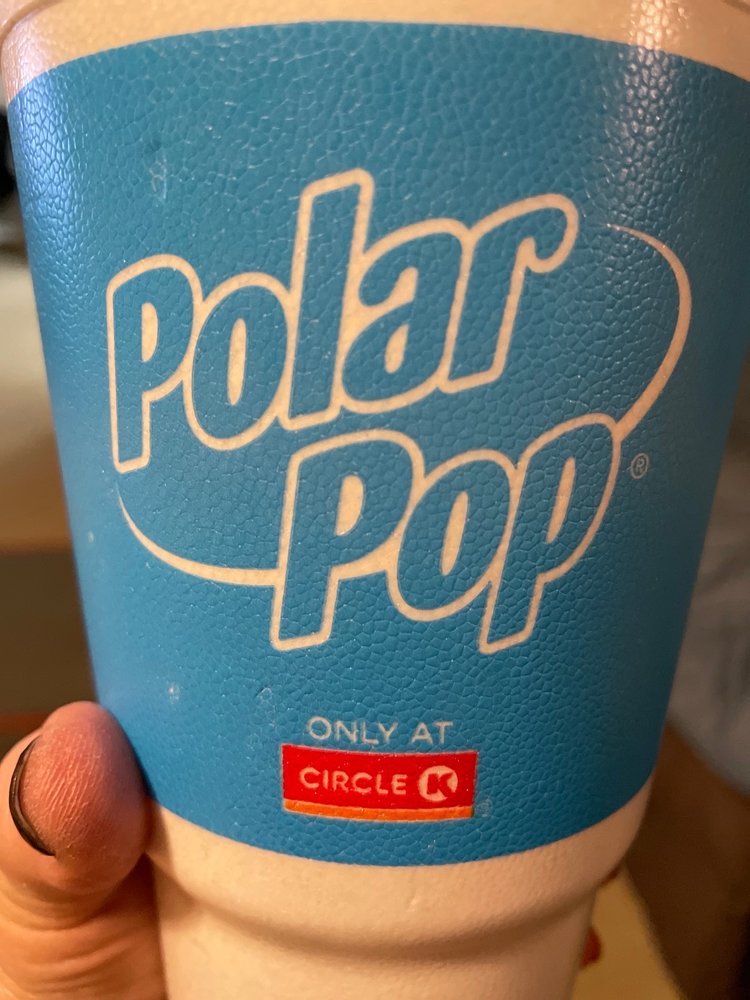 Polar
Pop®
ONLY AT
CIRCLE K